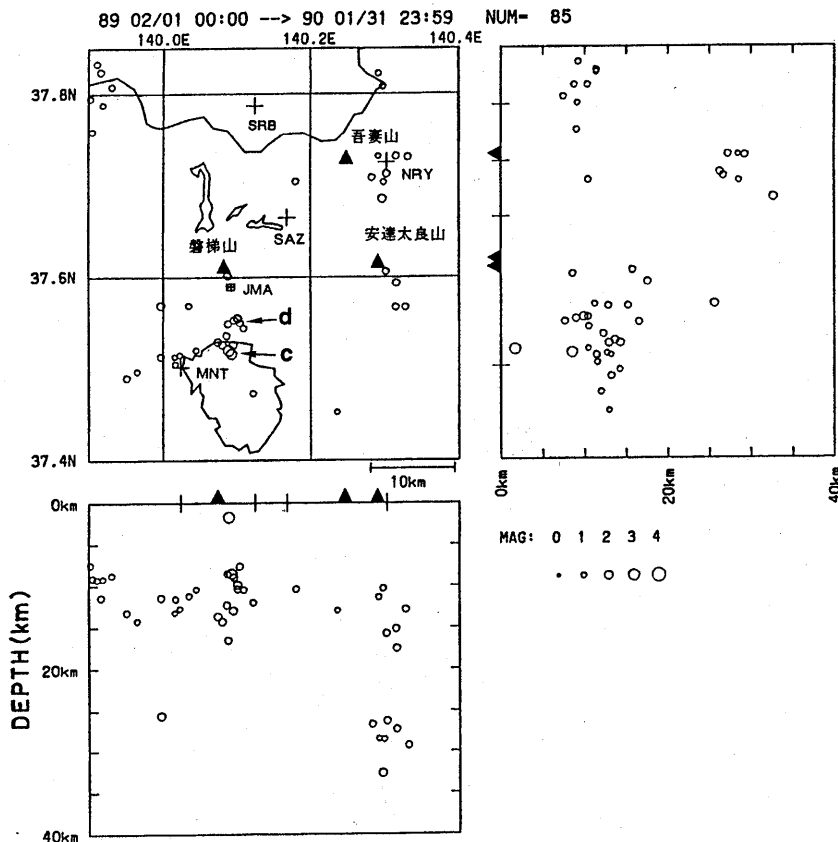 89 02/01 00:00 --> 90 01/31 23:59 NUM= 85
140.0E 140.2E 140.4E
37.8N
SRB
吾妻山
NRY
磐梯山
SAZ
安達太良山
37.6N
JMA
d
c
MNT
37.4N
10km
0km 20km 40km
0km
20km
40km
DEPTH(km)
MAG: 0 1 2 3 4